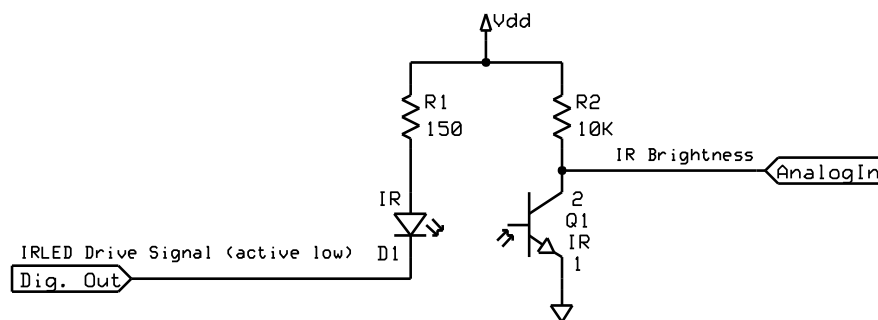 Vdd
R1
150
R2
10K
IR Brightness
AnalogIn
IR
2
Q1
IR
1
D1
IRLED Drive Signal (active low)
Dig. Out